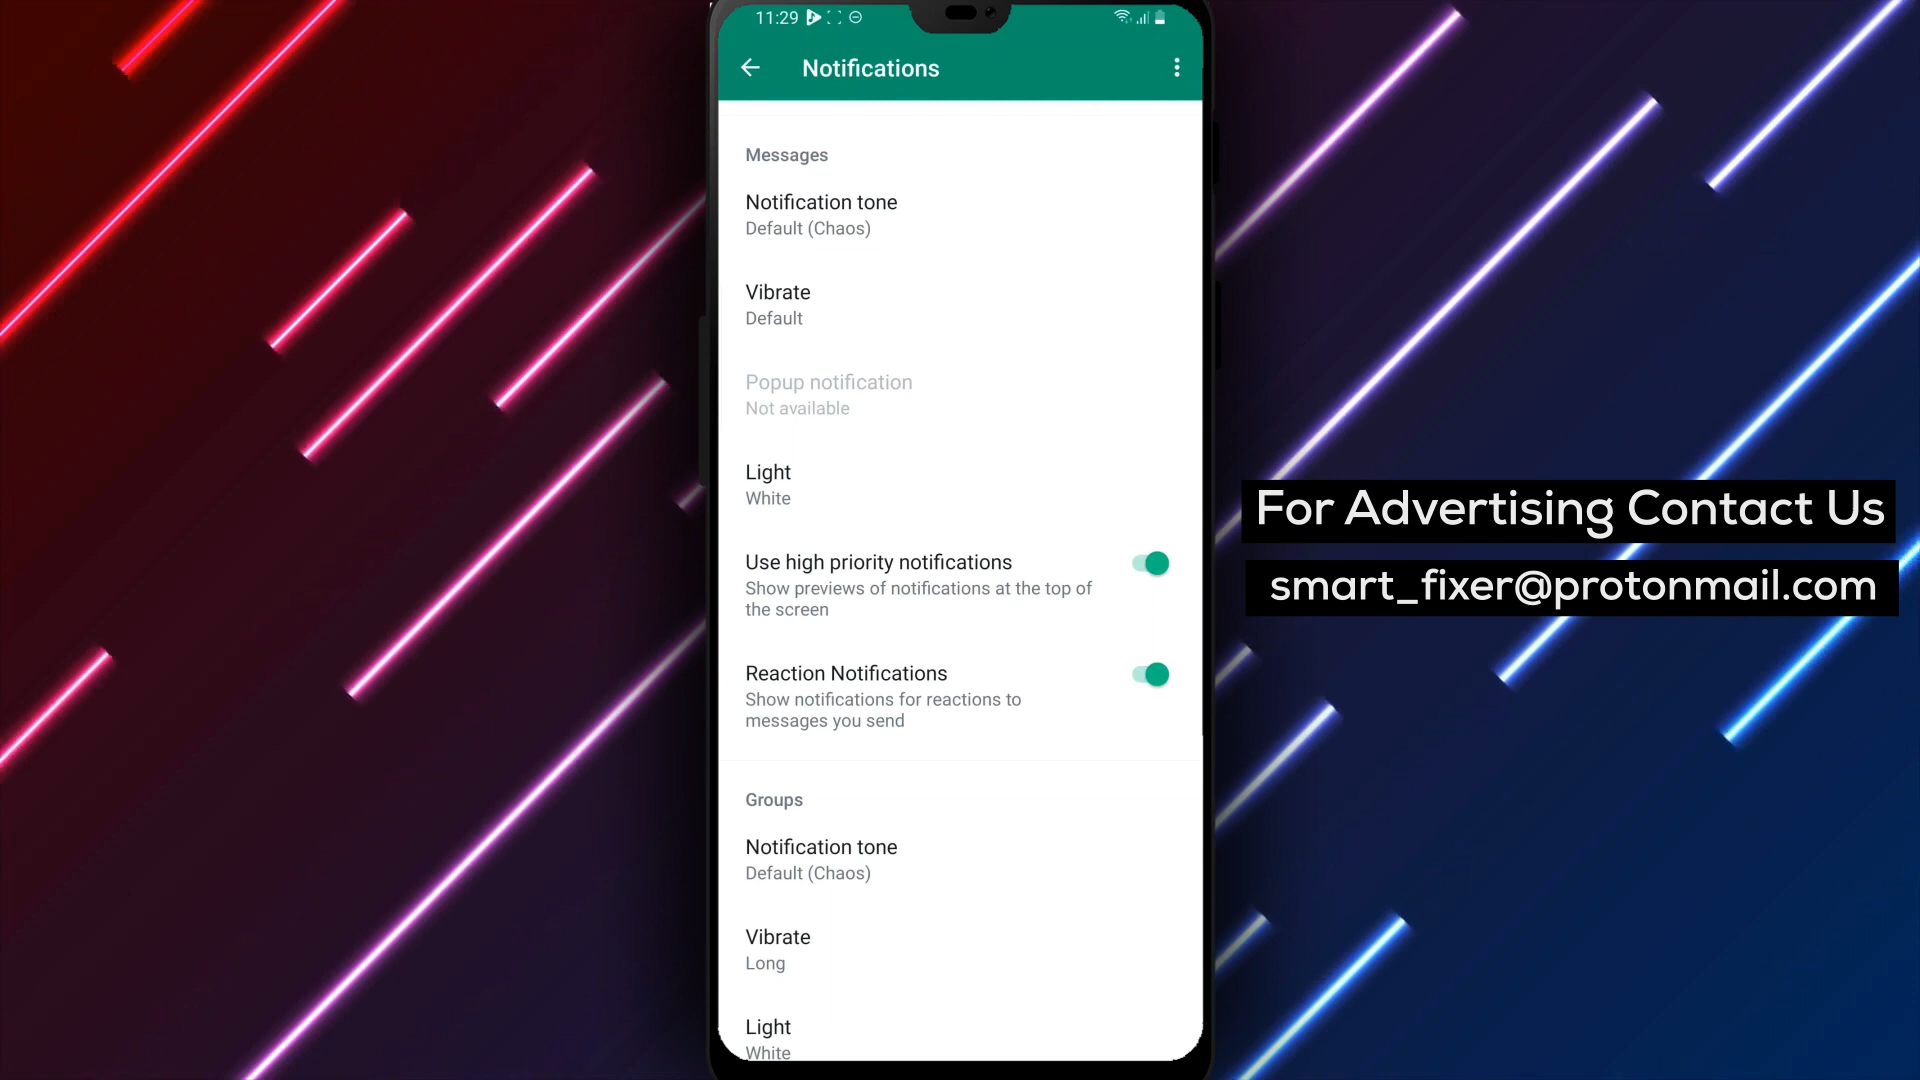 11:29
Notifications
Messages
Notification tone
Default (Chaos)
Vibrate
Default
Popup notification
Not available
Light
White
Use high priority notifications
Show previews of notifications at the top of
the screen
Reaction Notifications
Show notifications for reactions to
messages you send
Groups
Notification tone
Default (Chaos)
Vibrate
Long
Light
White
For Advertising Contact Us
smart_fixer@protonmail.com